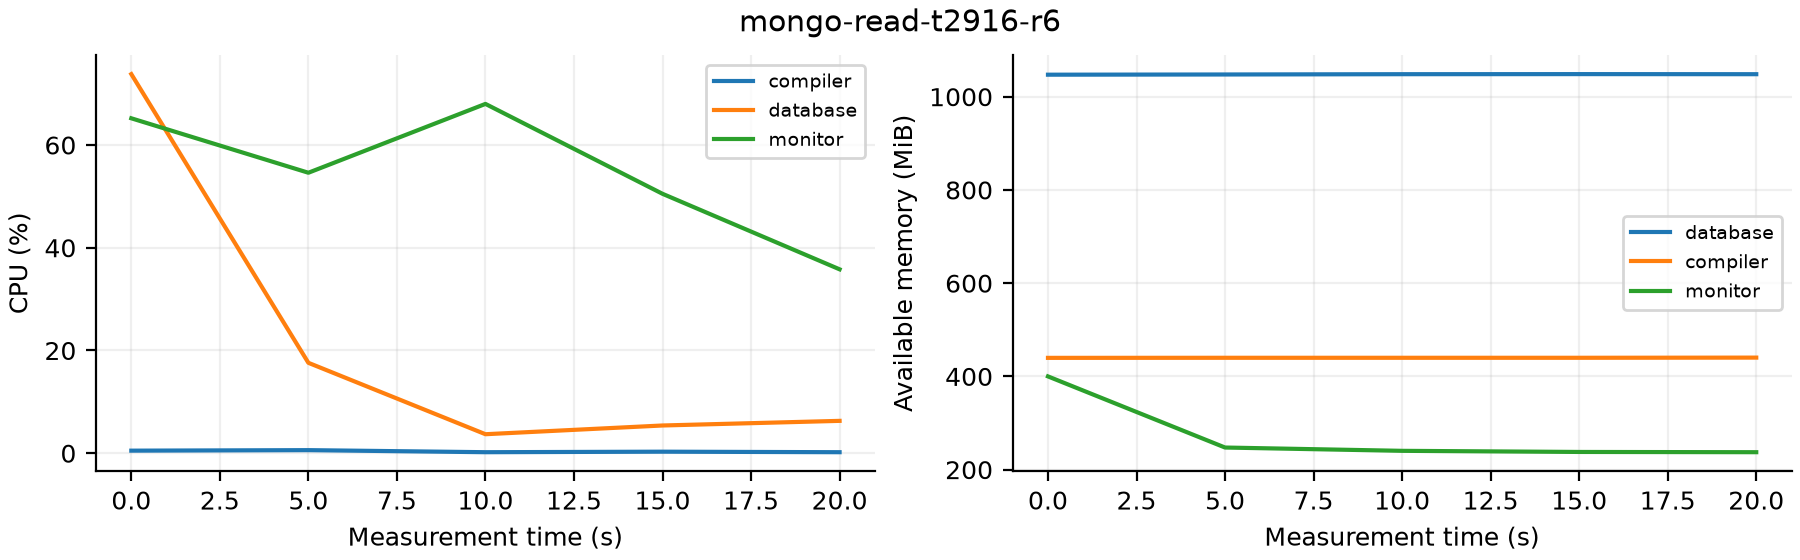 mongo-read-t2916-r6
CPU (%)
60
40
20
0
0.0 2.5 5.0 7.5 10.0 12.5 15.0 17.5 20.0
Measurement time (s)
compiler
database
monitor
Available memory (MiB)
1000
800
600
400
200
0.0 2.5 5.0 7.5 10.0 12.5 15.0 17.5 20.0
Measurement time (s)
database
compiler
monitor